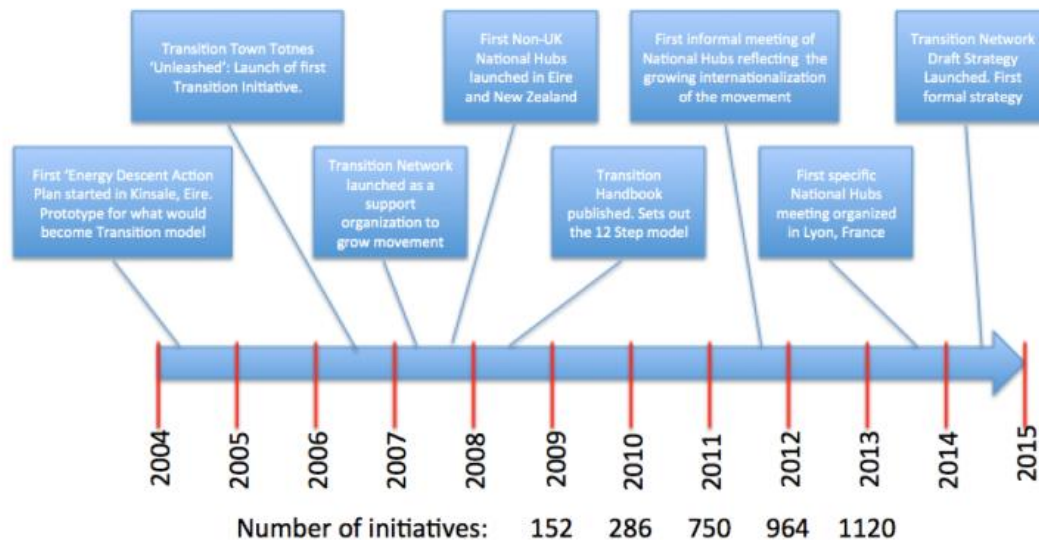 Transition Town Totnes
'Unleashed': Launch of first
Transition Initiative.
First Non-UK
National Hubs
launched in Eire
and New Zealand
First informal meeting of
National Hubs reflecting the
growing internationalization
of the movement
Transition Network
Draft Strategy
Launched. First
formal strategy
First 'Energy Descent Action
Plan started in Kinsale, Eire.
Prototype for what would
become Transition model
Transition Network
launched as a
support
organization to
grow movement
Transition
Handbook
published. Sets out
the 12 Step model
First specific
National Hubs
meeting organized
in Lyon, France
2004
2005
2006
2007
2008
2009
2010
2011
2012
2013
2014
2015
Number of initiatives: 152 286 750 964 1120